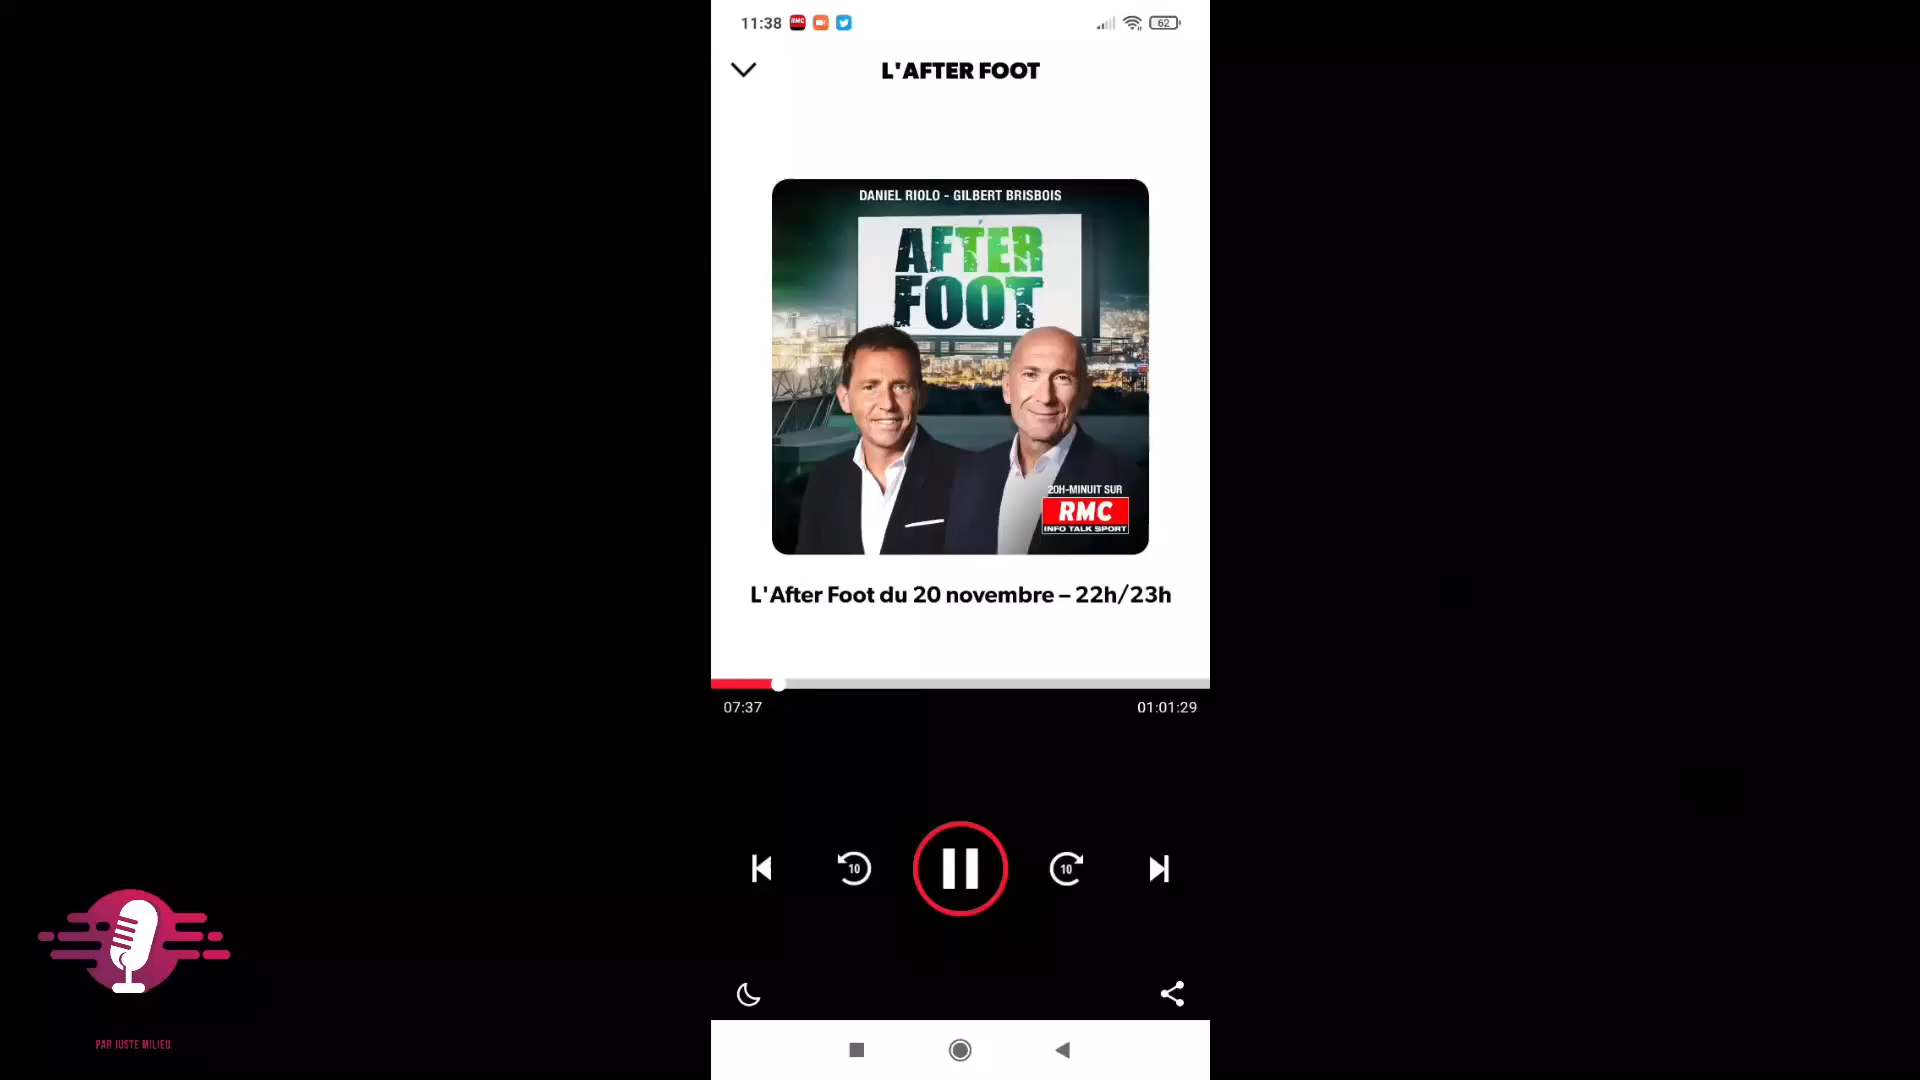 11:38
RMC
62
L'AFTER FOOT
DANIEL RIOLO - GILBERT BRISBOIS
AFTER
FOOT
20H-MINUIT SUR
RMC
INFO TALK SPORT
L'After Foot du 20 novembre – 22h/23h
07:37
01:01:29
10
10
PAR JUSTE MILIEU.